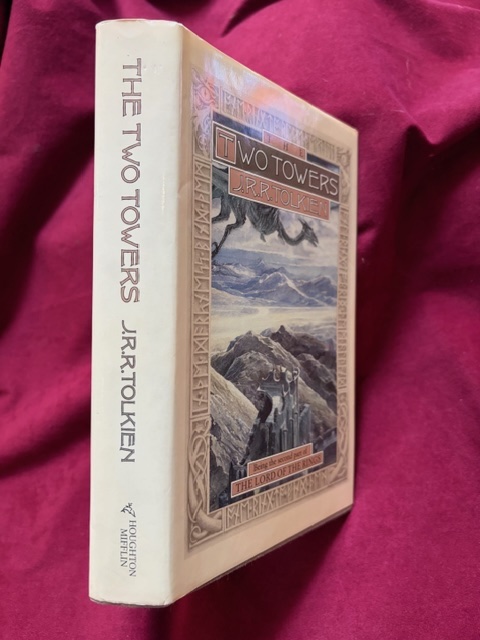 THE TWO TOWERS J.R.R. TOLKIEN
HOUGHTON
MIFFLIN
THE
TWO TOWERS
J.R.R. TOLKIEN
Being the second part of
THE LORD OF THE RINGS